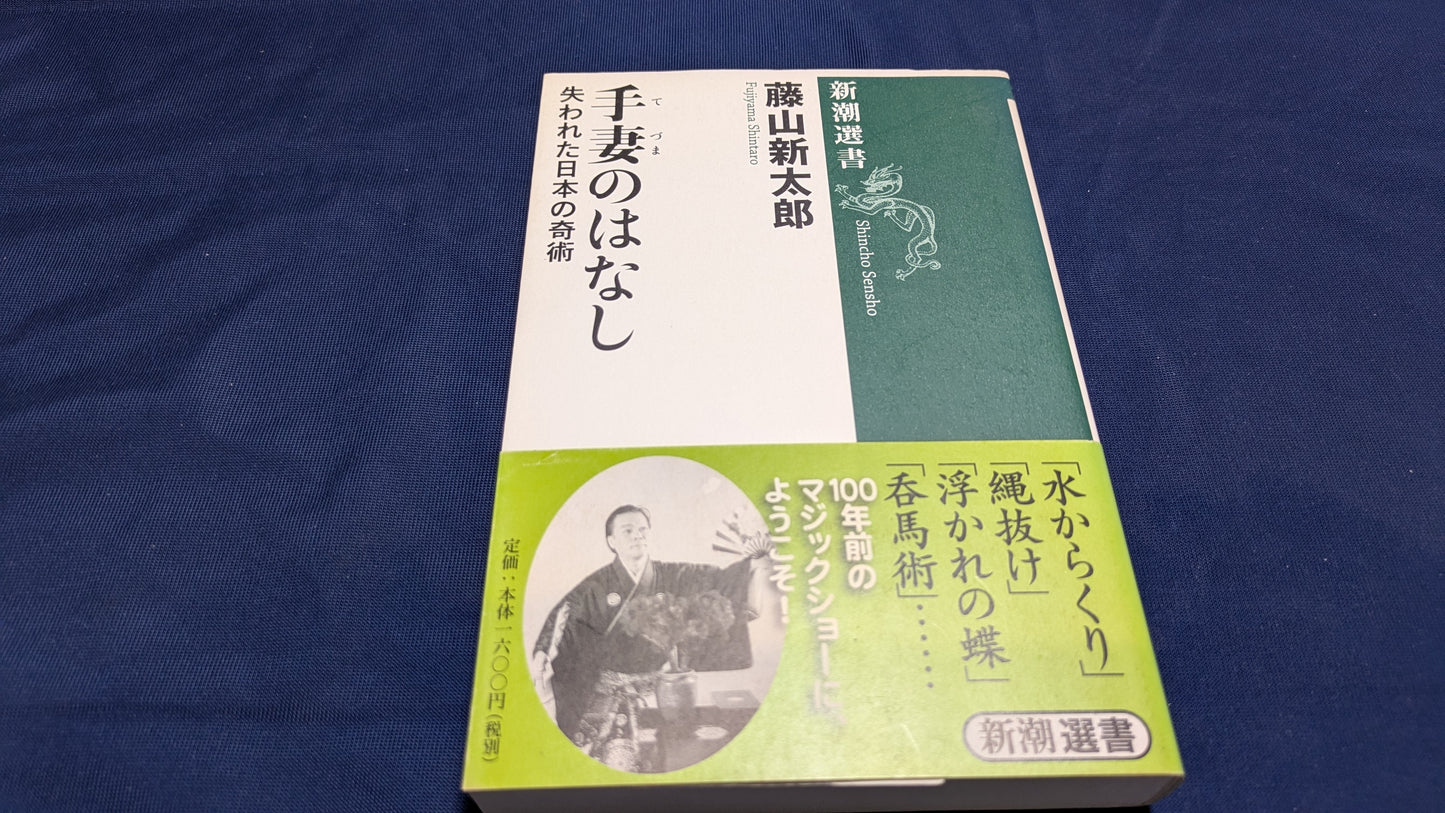 新潮選書
Shincho Sensho
藤山新太郎
Fujiyama Shintaro
手妻のはなし
てづま
失われた日本の奇術
「水からくり」
「縄抜け」
「浮かれの蝶」
「呑馬術」……
100年前の
マジックショーに、
ようこそ！
定価：本体一六〇〇円(税別)
新潮選書